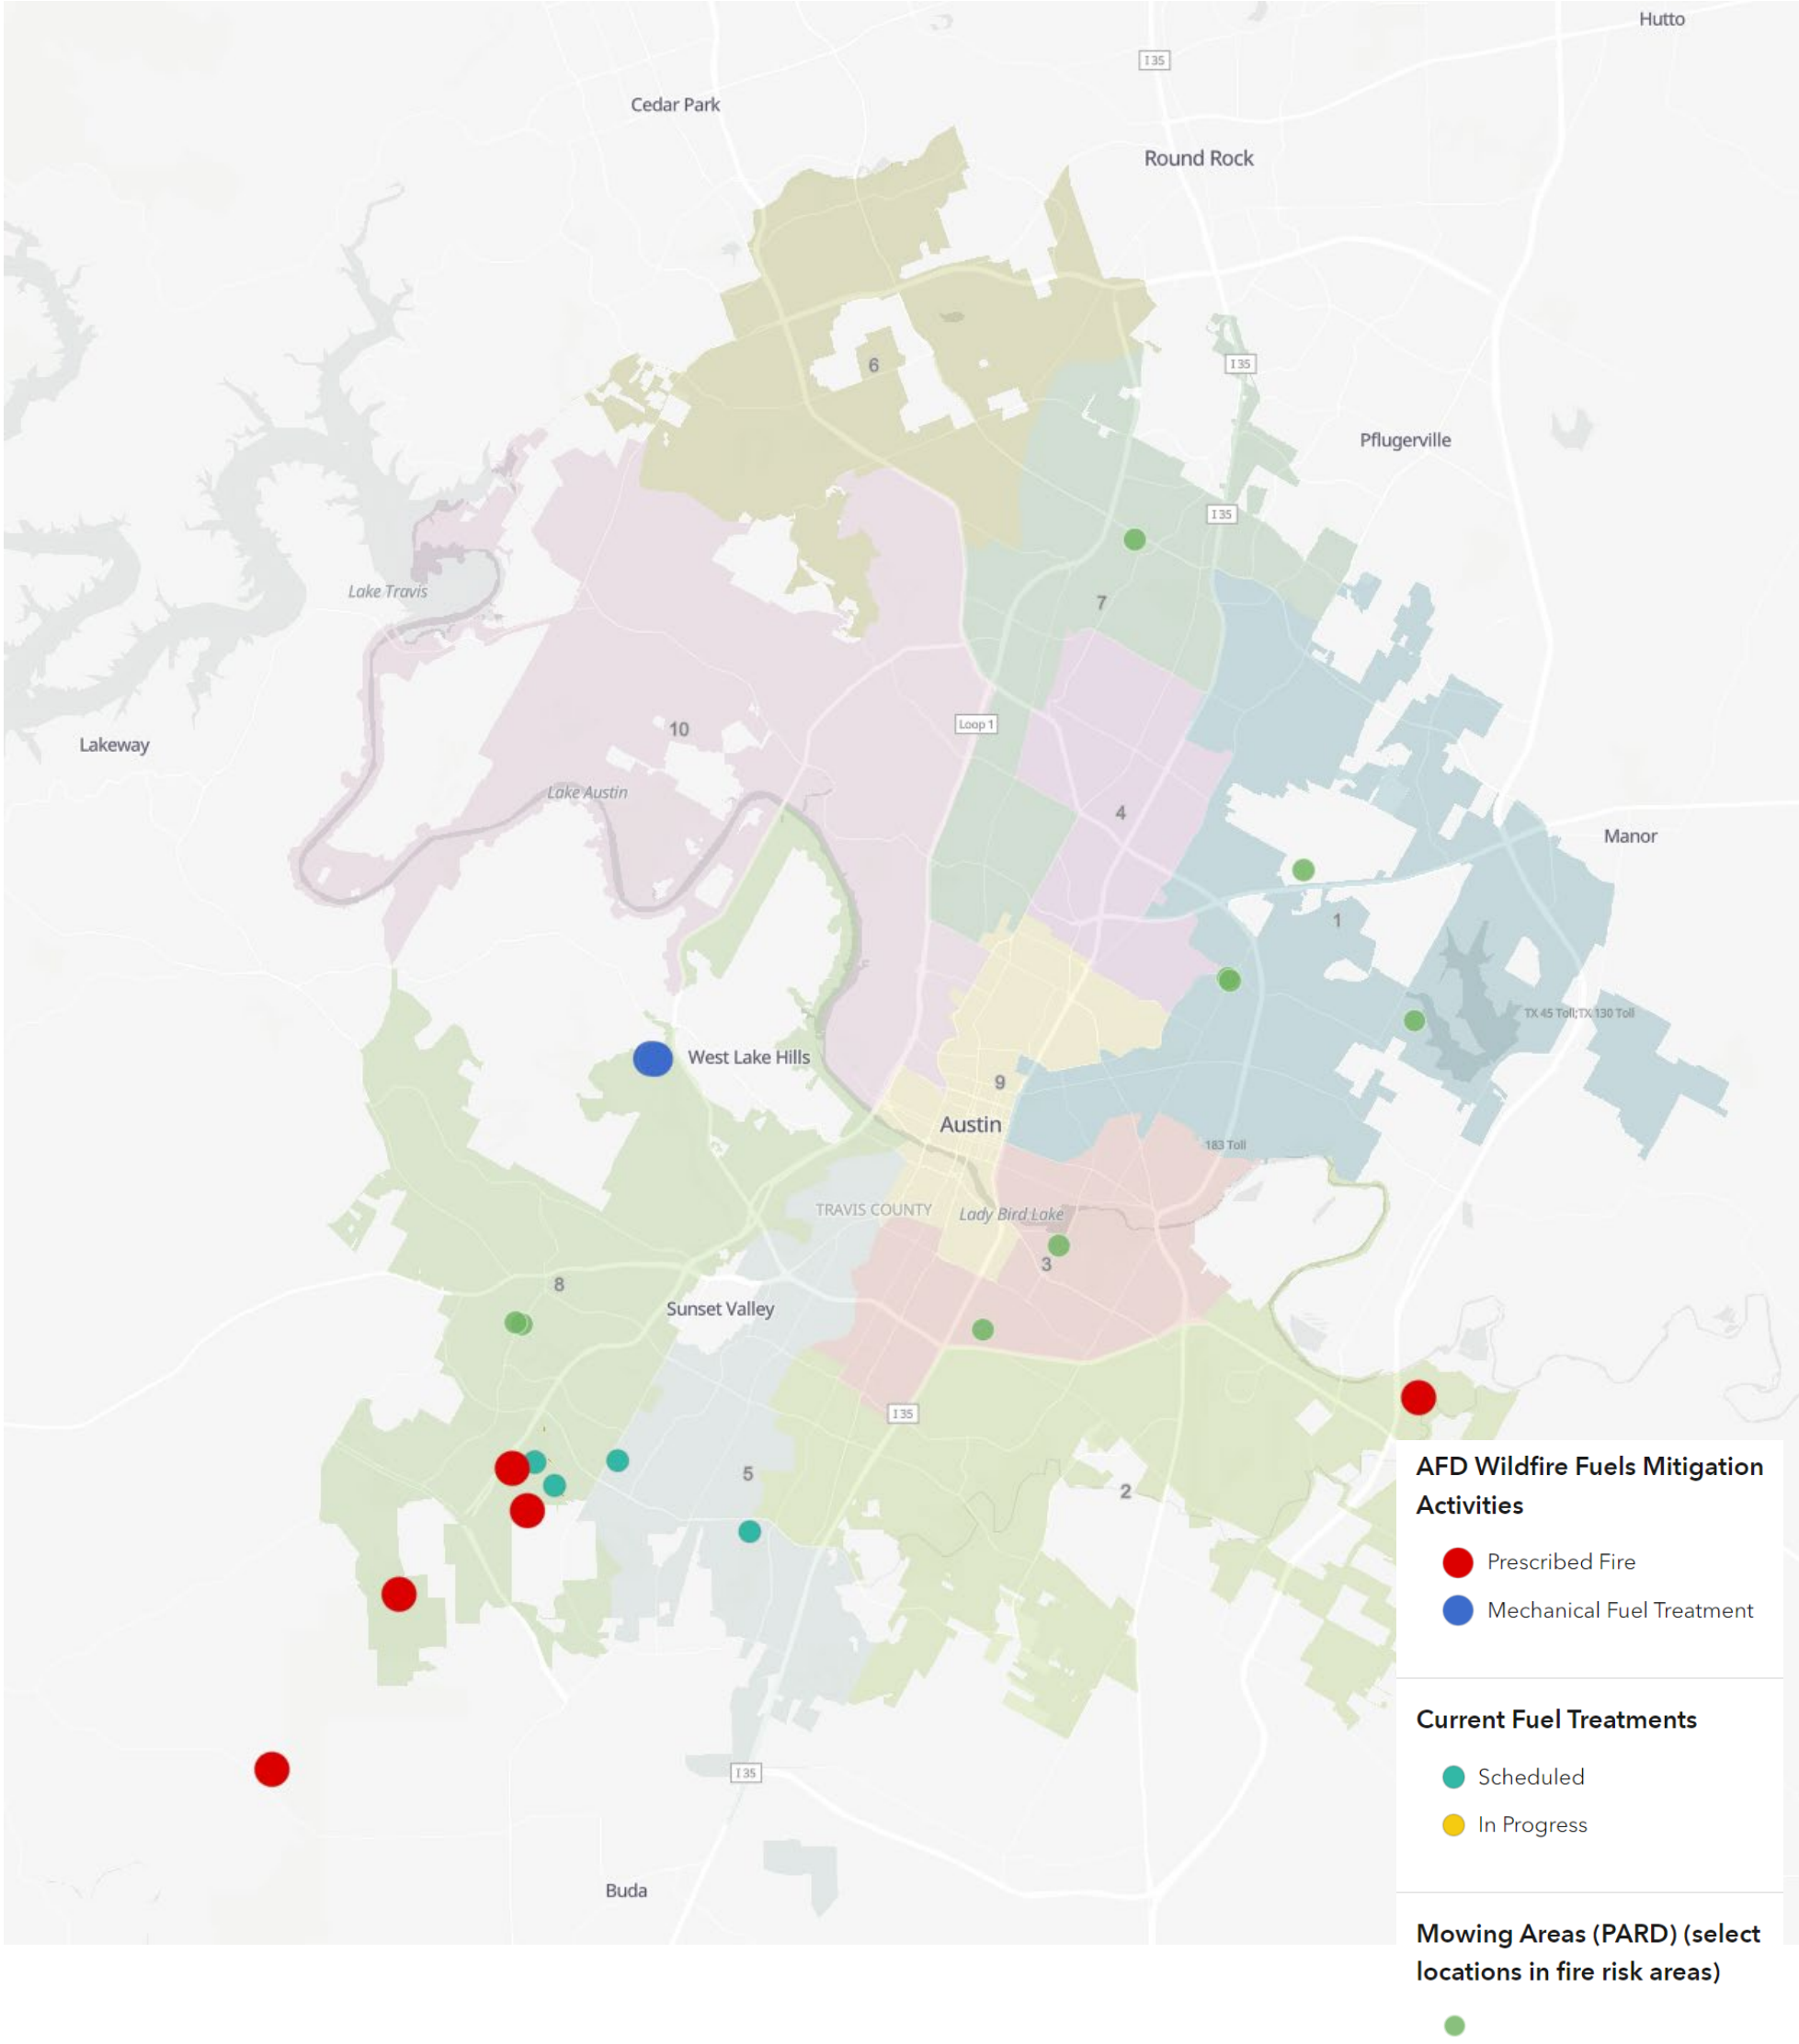 Hutto
I 35
Cedar Park
Round Rock
6
I 35
Pflugerville
I 35
Lake Travis
7
Loop 1
10
Lakeway
Lake Austin
4
Manor
1
TX 45 Toll;TX 130 Toll
West Lake Hills
9
Austin
183 Toll
TRAVIS COUNTY
Lady Bird Lake
3
8
Sunset Valley
I 35
5
2
I 35
Buda
AFD Wildfire Fuels Mitigation
Activities
Prescribed Fire
Mechanical Fuel Treatment
Current Fuel Treatments
Scheduled
In Progress
Mowing Areas (PARD) (select
locations in fire risk areas)